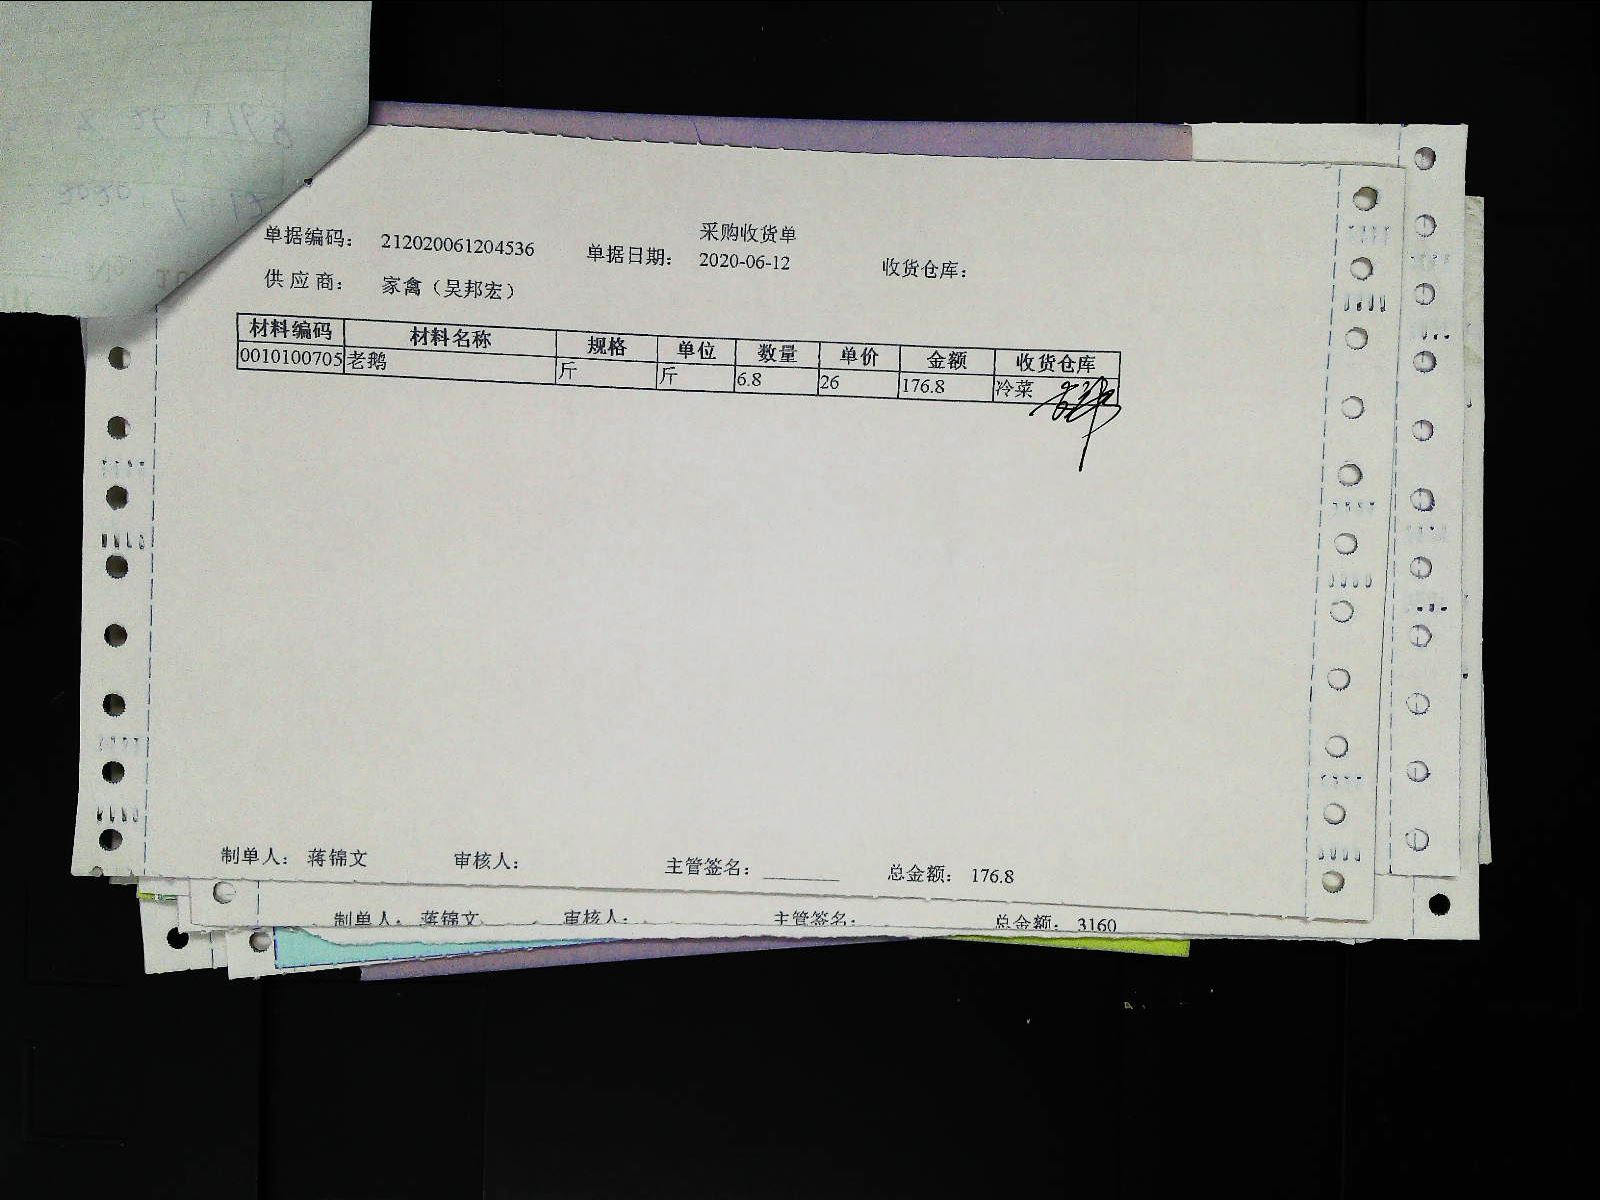 采购收货单
单据编码： 212020061204536 单据日期： 2020-06-12 收货仓库：
供 应 商： 家禽（吴邦宏）
材料编码 材料名称 规格 单位 数量 单价 金额 收货仓库
0010100705 老鹅 斤 斤 6.8 26 176.8 冷菜
制单人： 蒋锦文 审核人： 主管签名：________ 总金额： 176.8
制单人： 蒋锦文 审核人： 主管签名： 总金额： 3160